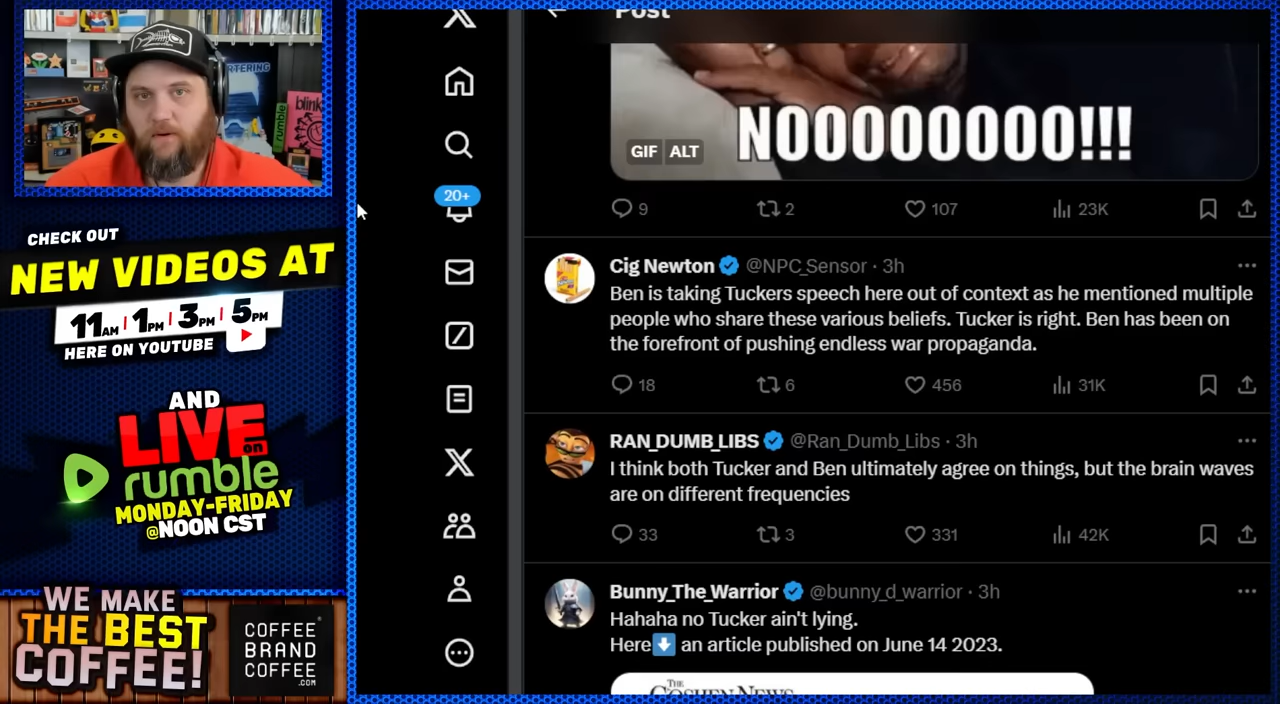 CHECK OUT
NEW VIDEOS AT
11AM | 1PM | 3PM | 5PM
HERE ON YOUTUBE
AND
LIVE on
rumble
MONDAY-FRIDAY
@NOON CST
WE MAKE
THE BEST
COFFEE!
COFFEE
BRAND
COFFEE
.COM
rumble
blink
20+
Post
NOOOOOOOO!!!
GIF ALT
9 2 107 23K
Cig Newton @NPC_Sensor · 3h
Ben is taking Tuckers speech here out of context as he mentioned multiple
people who share these various beliefs. Tucker is right. Ben has been on
the forefront of pushing endless war propaganda.
18 6 456 31K
RAN_DUMB_LIBS @Ran_Dumb_Libs · 3h
I think both Tucker and Ben ultimately agree on things, but the brain waves
are on different frequencies
33 3 331 42K
Bunny_The_Warrior @bunny_d_warrior · 3h
Hahaha no Tucker ain't lying.
Here⬇️ an article published on June 14 2023.
THE
GOSHEN NEWS